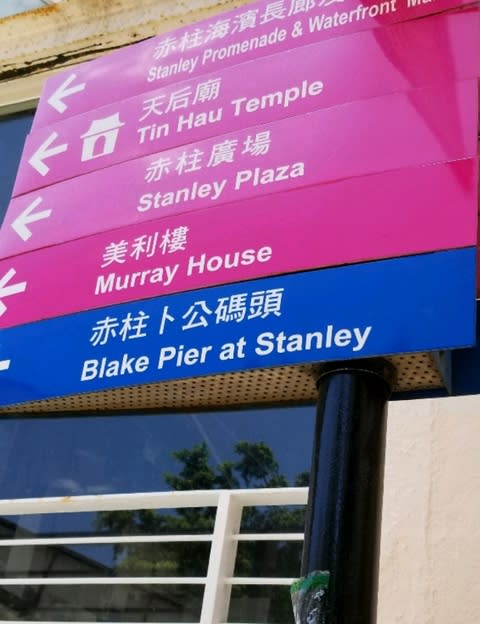 赤柱海濱長廊及
Stanley Promenade & Waterfront Ma
天后廟
Tin Hau Temple
赤柱廣場
Stanley Plaza
美利樓
Murray House
赤柱卜公碼頭
Blake Pier at Stanley